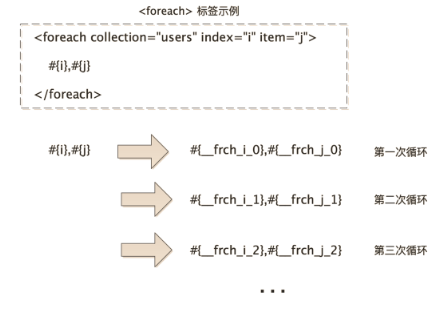 <foreach> 标签示例
<foreach collection="users" index="i" item="j">
#{i},#{j}
</foreach>
#{i},#{j} #{__frch_i_0},#{__frch_j_0} 第一次循环
#{__frch_i_1},#{__frch_j_1} 第二次循环
#{__frch_i_2},#{__frch_j_2} 第三次循环
...